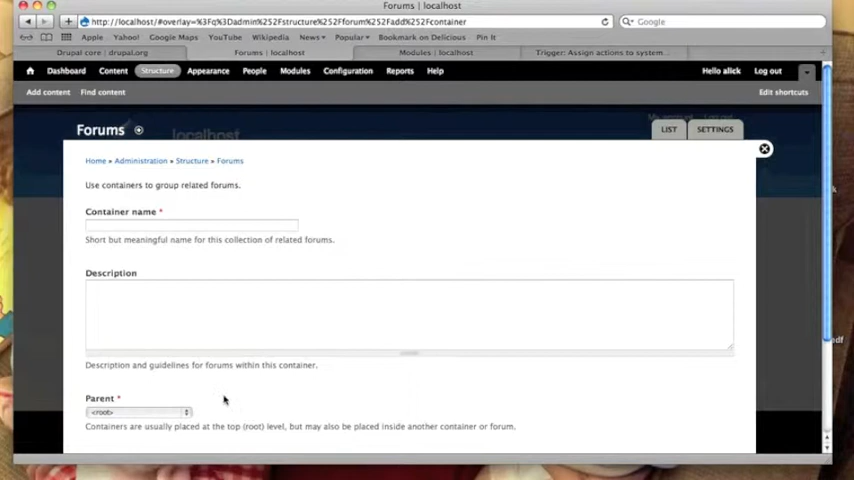 Forums | localhost
http://localhost/#overlay=%3Fq%3Dadmin%252Fstructure%252Fforum%252Fadd%252Fcontainer
Google
Apple Yahoo! Google Maps YouTube Wikipedia News Popular Bookmark on Delicious Pin It
Drupal core | drupal.org Forums | localhost Modules | localhost Trigger: Assign actions to system...
Dashboard Content Structure Appearance People Modules Configuration Reports Help Hello alick Log out
Add content Find content Edit shortcuts
Forums localhost LIST SETTINGS
Home » Administration » Structure » Forums
Use containers to group related forums.
Container name *
Short but meaningful name for this collection of related forums.
Description
Description and guidelines for forums within this container.
Parent *
<root>
Containers are usually placed at the top (root) level, but may also be placed inside another container or forum.